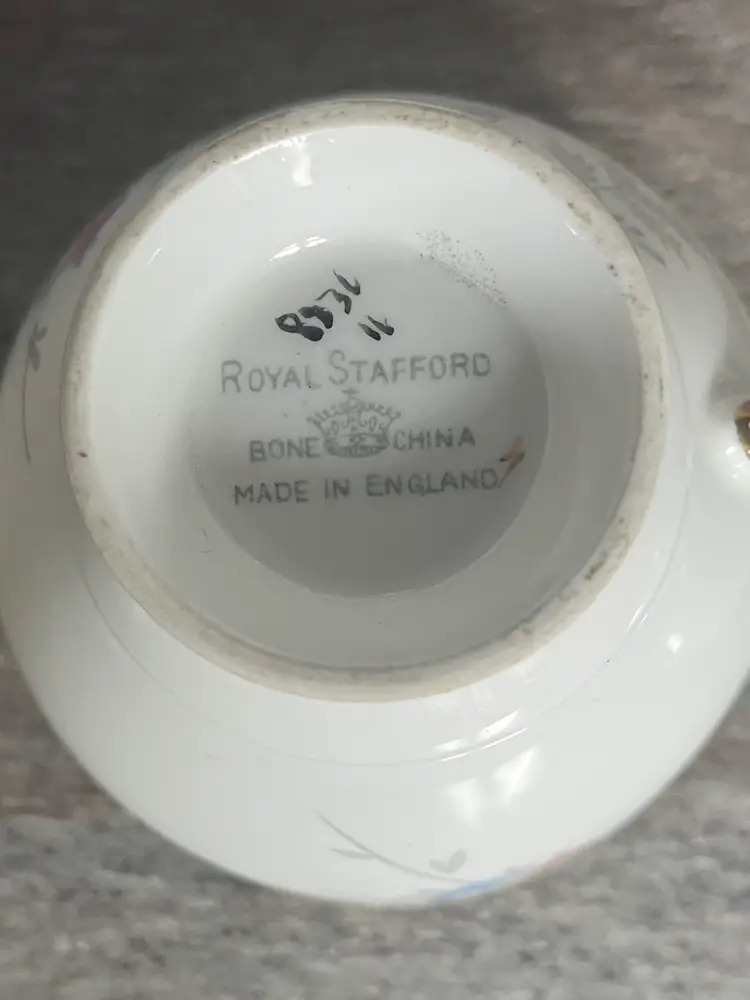 ROYAL STAFFORD
BONE CHINA
MADE IN ENGLAND